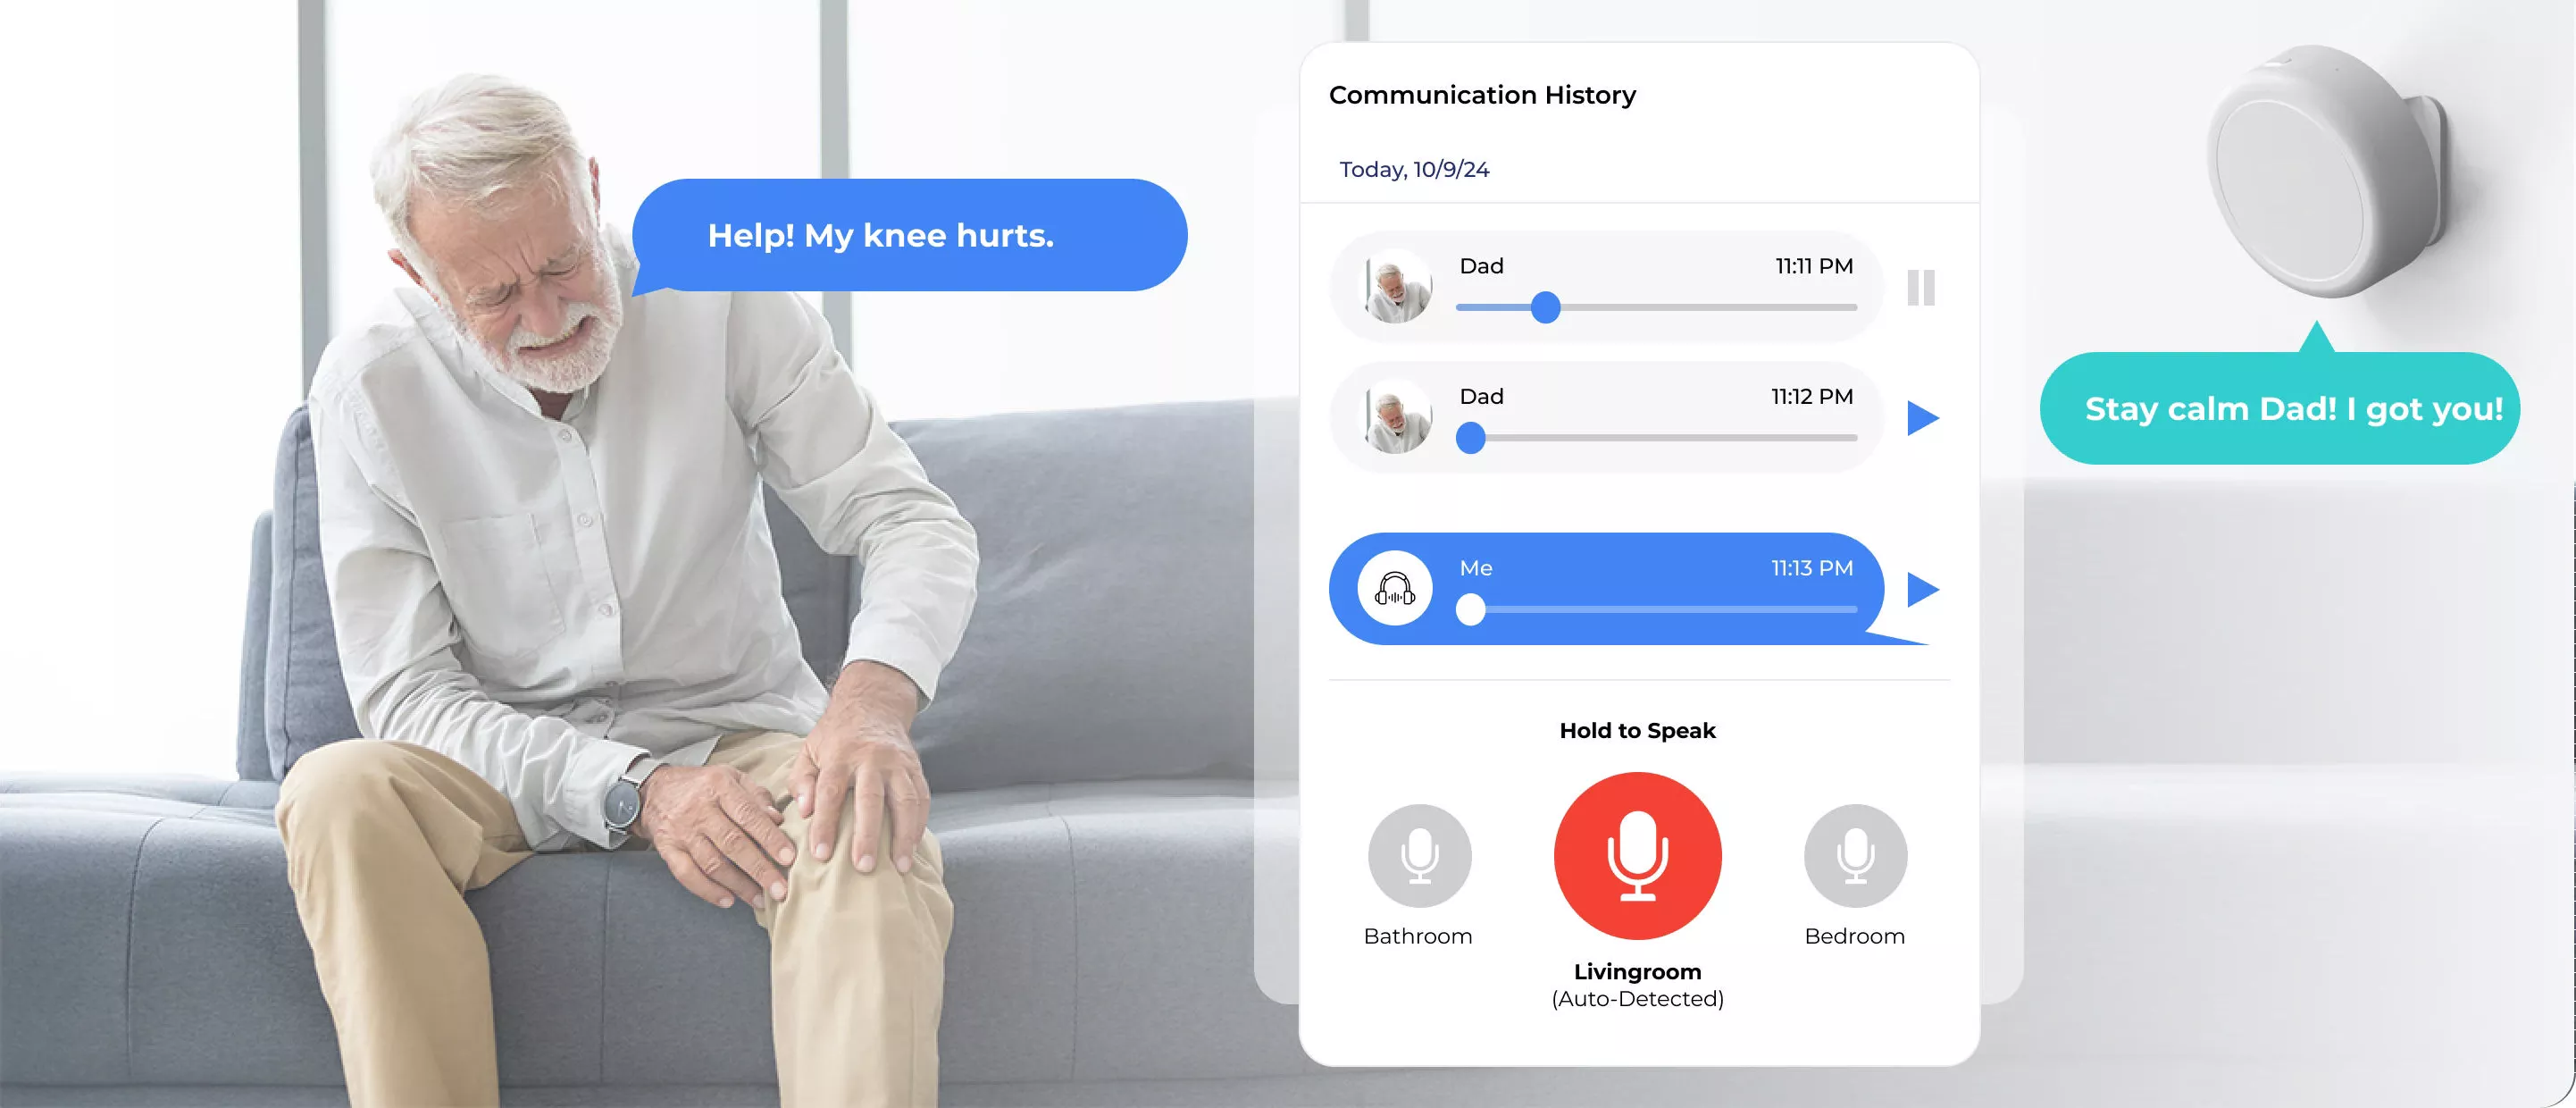 Help! My knee hurts.
Communication History
Today, 10/9/24
Dad 11:11 PM
Dad 11:12 PM
Me 11:13 PM
Hold to Speak
Bathroom
Livingroom
(Auto-Detected)
Bedroom
Stay calm Dad! I got you!